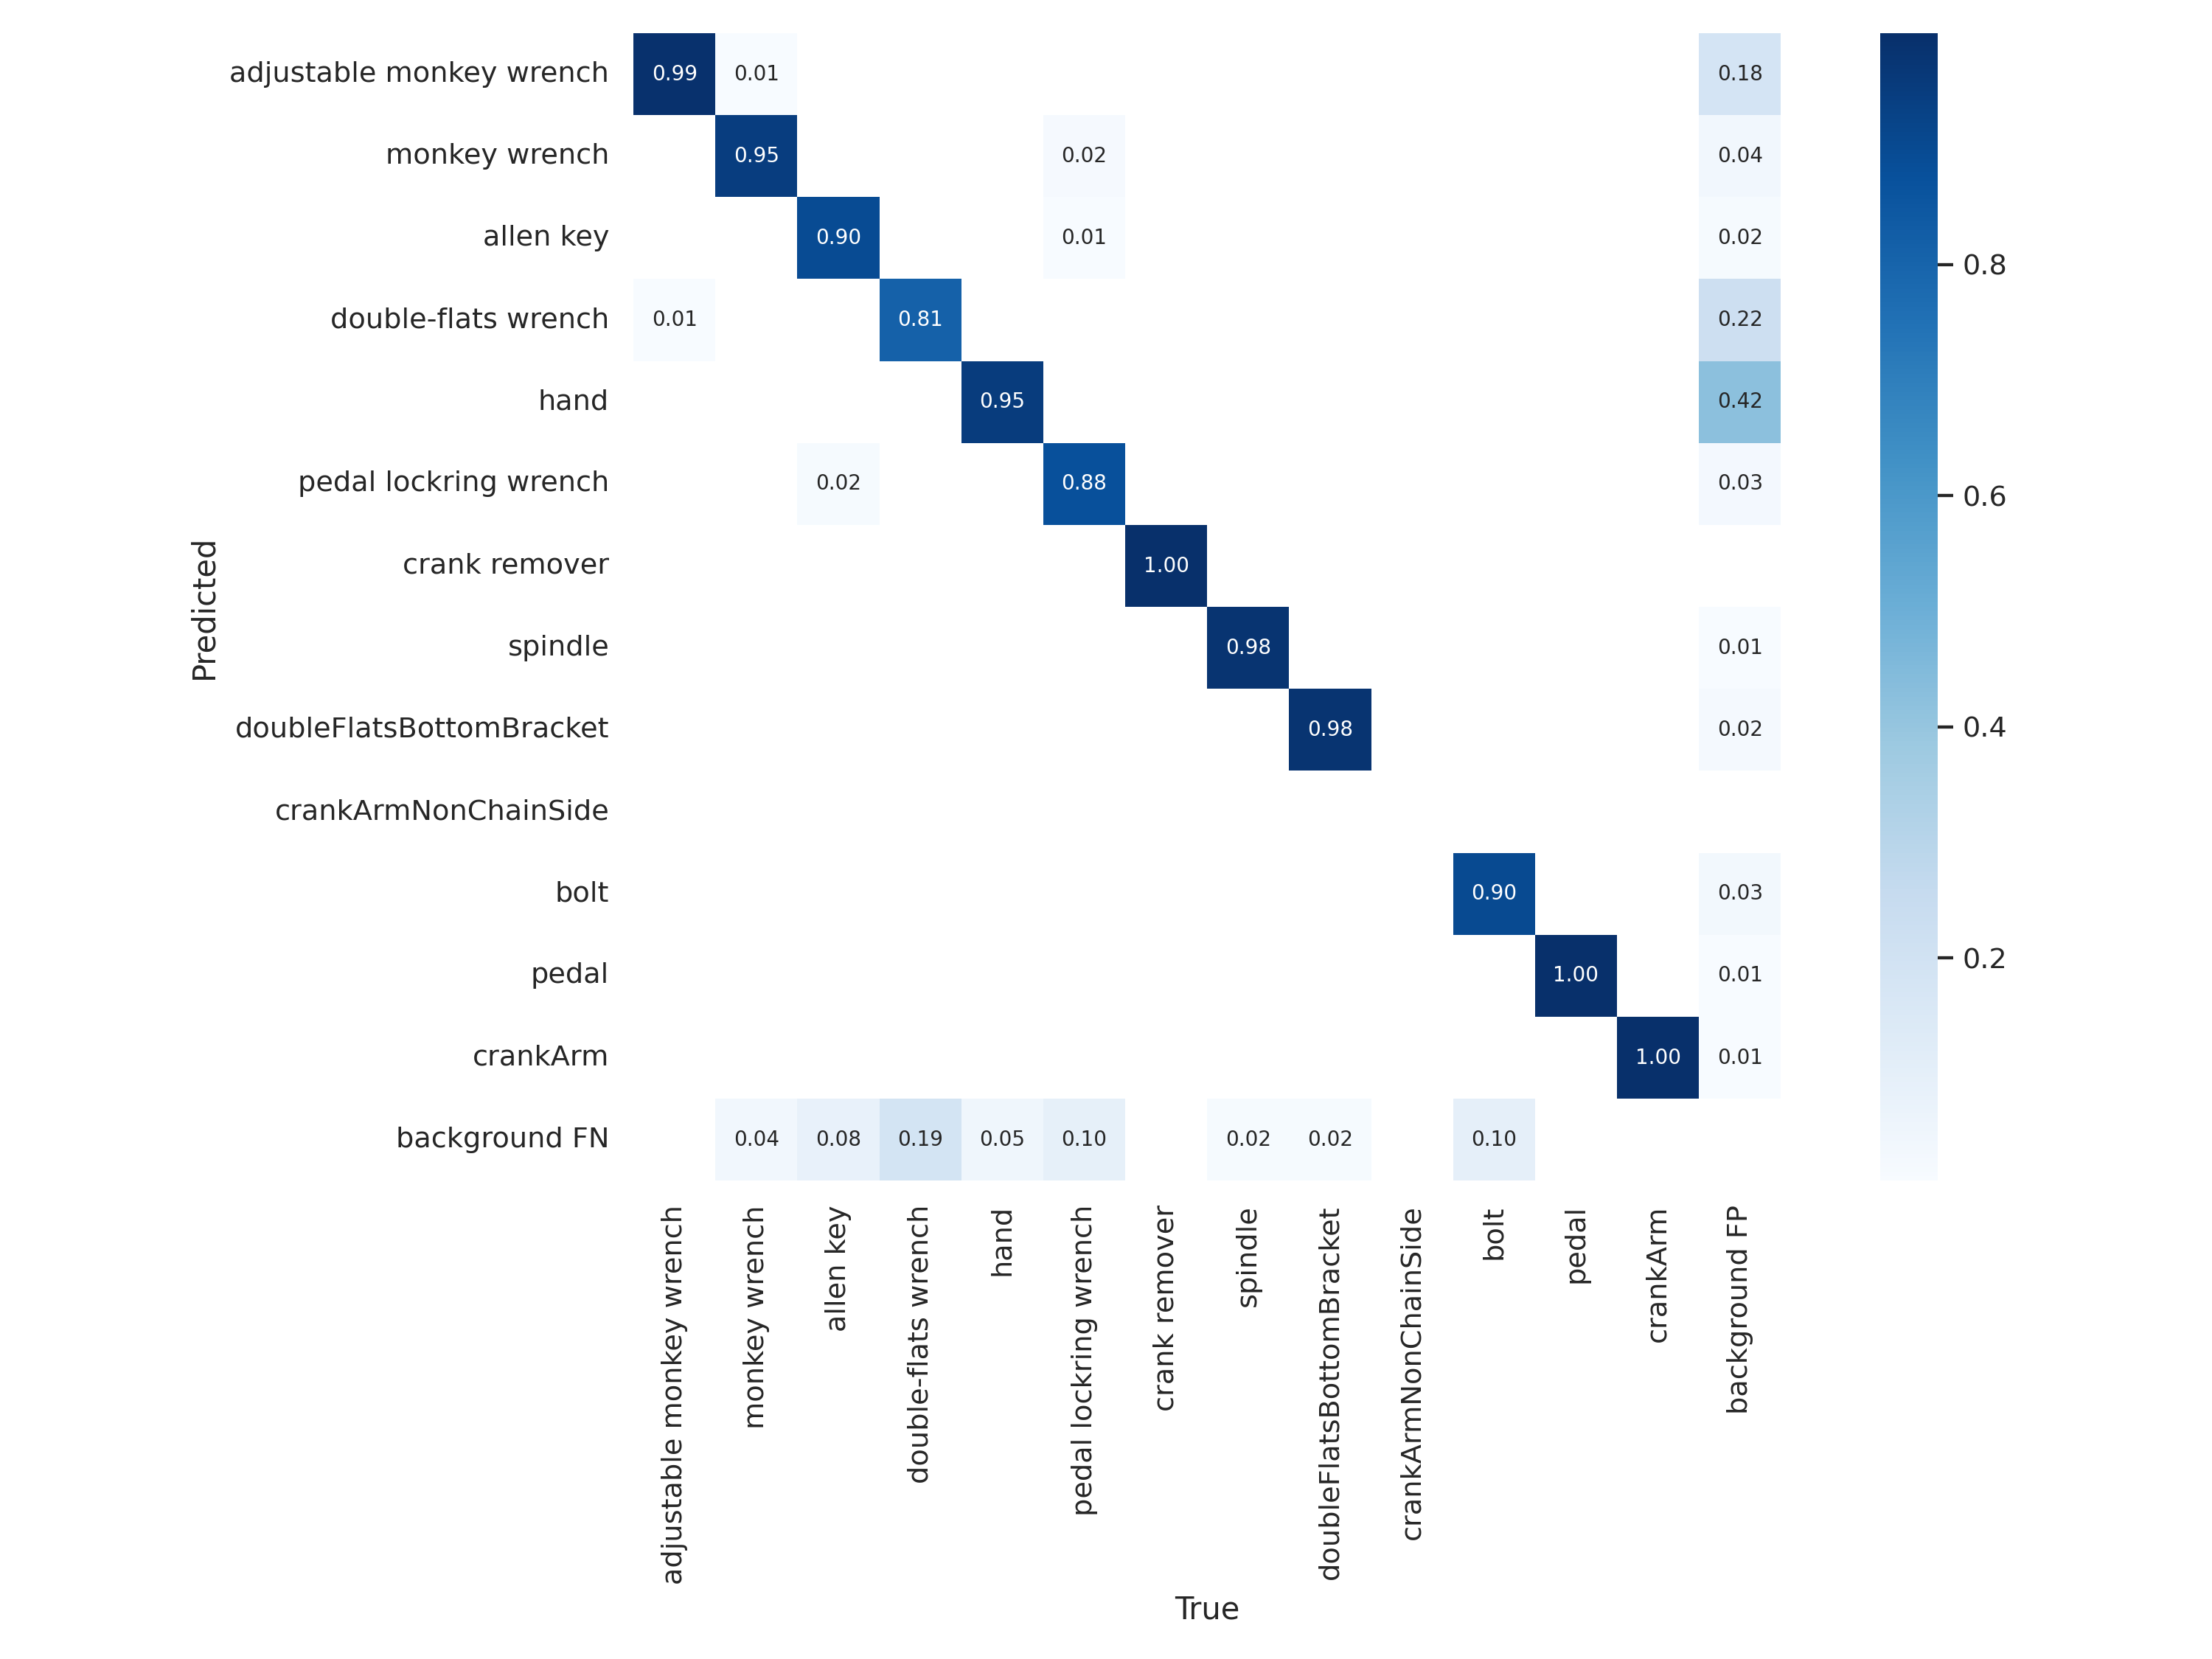 adjustable monkey wrench 0.99 0.01 0.18
monkey wrench 0.95 0.02 0.04
allen key 0.90 0.01 0.02
double-flats wrench 0.01 0.81 0.22
hand 0.95 0.42
pedal lockring wrench 0.02 0.88 0.03
crank remover 1.00
spindle 0.98 0.01
doubleFlatsBottomBracket 0.98 0.02
crankArmNonChainSide
bolt 0.90 0.03
pedal 1.00 0.01
crankArm 1.00 0.01
background FN 0.04 0.08 0.19 0.05 0.10 0.02 0.02 0.10
Predicted
adjustable monkey wrench
monkey wrench
allen key
double-flats wrench
hand
pedal lockring wrench
crank remover
spindle
doubleFlatsBottomBracket
crankArmNonChainSide
bolt
pedal
crankArm
background FP
True
0.8
0.6
0.4
0.2